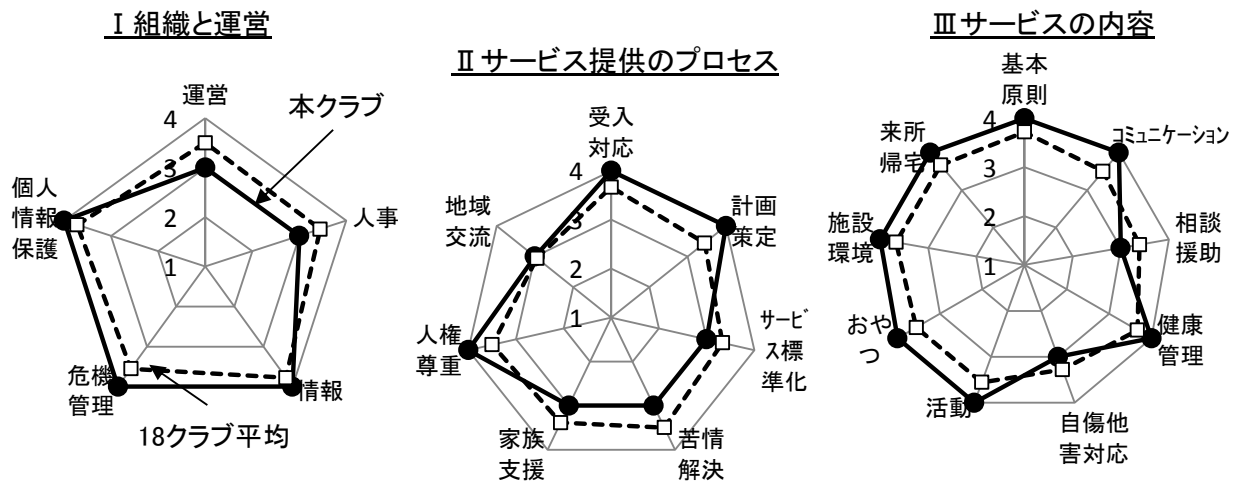 Ⅰ 組織と運営
運営
4
3
2
1
本クラブ
人事
情報
危機
管理
18クラブ平均
個人
情報
保護
Ⅱ サービス提供のプロセス
受入
対応
4
3
2
1
計画
策定
ｻｰﾋﾞ
ｽ標
準化
苦情
解決
家族
支援
人権
尊重
地域
交流
Ⅲサービスの内容
基本
原則
4
3
2
1
ｺﾐｭﾆｹｰｼｮﾝ
相談
援助
健康
管理
自傷他
害対応
活動
おや
つ
施設
環境
来所
帰宅